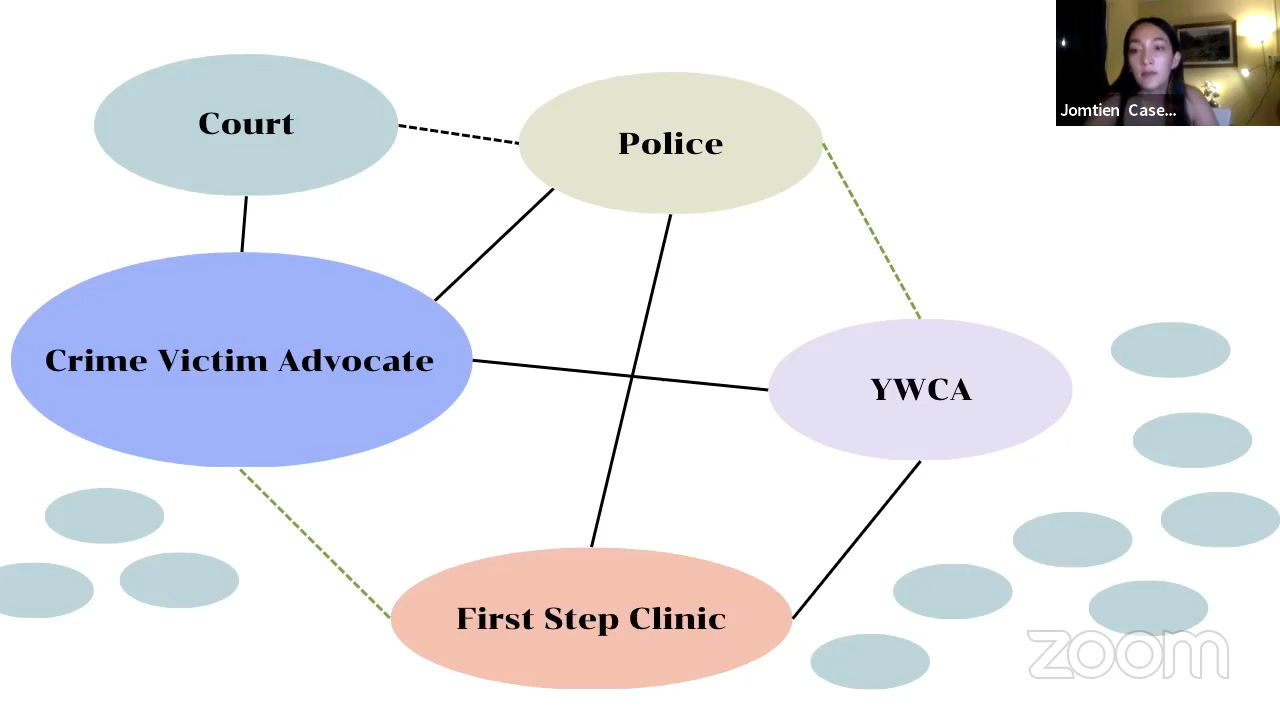 Court
Police
Jomtien Case...
Crime Victim Advocate
YWCA
First Step Clinic
zoom